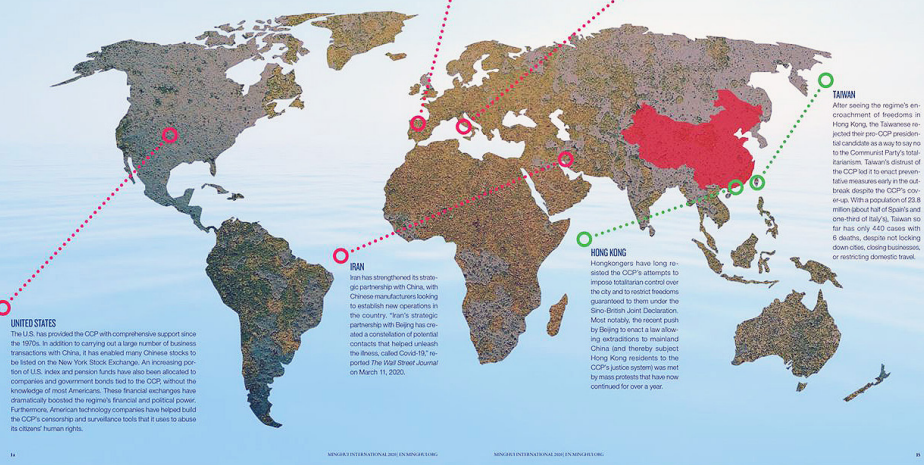 UNITED STATES
The U.S. has provided the CCP with comprehensive support since
the 1970s. In addition to carrying out a large number of business
transactions with China, it has enabled many Chinese stocks to
be listed on the New York Stock Exchange. An increasing por-
tion of U.S. index and pension funds have also been allocated to
companies and government bonds tied to the CCP, without the
knowledge of most Americans. These financial exchanges have
dramatically boosted the regime's financial and political power.
Furthermore, American technology companies have helped build
the CCP's censorship and surveillance tools that it uses to abuse
its citizens' human rights.
IRAN
Iran has strengthened its strate-
gic partnership with China, with
Chinese manufacturers looking
to establish new operations in
the country. "Iran's strategic
partnership with Beijing has cre-
ated a constellation of potential
contacts that helped unleash
the illness, called Covid-19," re-
ported The Wall Street Journal
on March 11, 2020.
HONG KONG
Hongkongers have long re-
sisted the CCP's attempts to
impose totalitarian control over
the city and to restrict freedoms
guaranteed to them under the
Sino-British Joint Declaration.
Most notably, the recent push
by Beijing to enact a law allow-
ing extraditions to mainland
China (and thereby subject
Hong Kong residents to the
CCP's justice system) was met
by mass protests that have now
continued for over a year.
TAIWAN
After seeing the regime's en-
croachment of freedoms in
Hong Kong, the Taiwanese re-
jected their pro-CCP presiden-
tial candidate as a way to say no
to the Communist Party's total-
itarianism. Taiwan's distrust of
the CCP led it to enact preven-
tative measures early in the out-
break despite the CCP's cov-
er-up. With a population of 23.8
million (about half of Spain's and
one-third of Italy's), Taiwan so
far has only 440 cases with
6 deaths, despite not locking
down cities, closing businesses,
or restricting domestic travel.
MINGHUI INTERNATIONAL 2020 | EN.MINGHUI.ORG
MINGHUI INTERNATIONAL 2020 | EN.MINGHUI.ORG